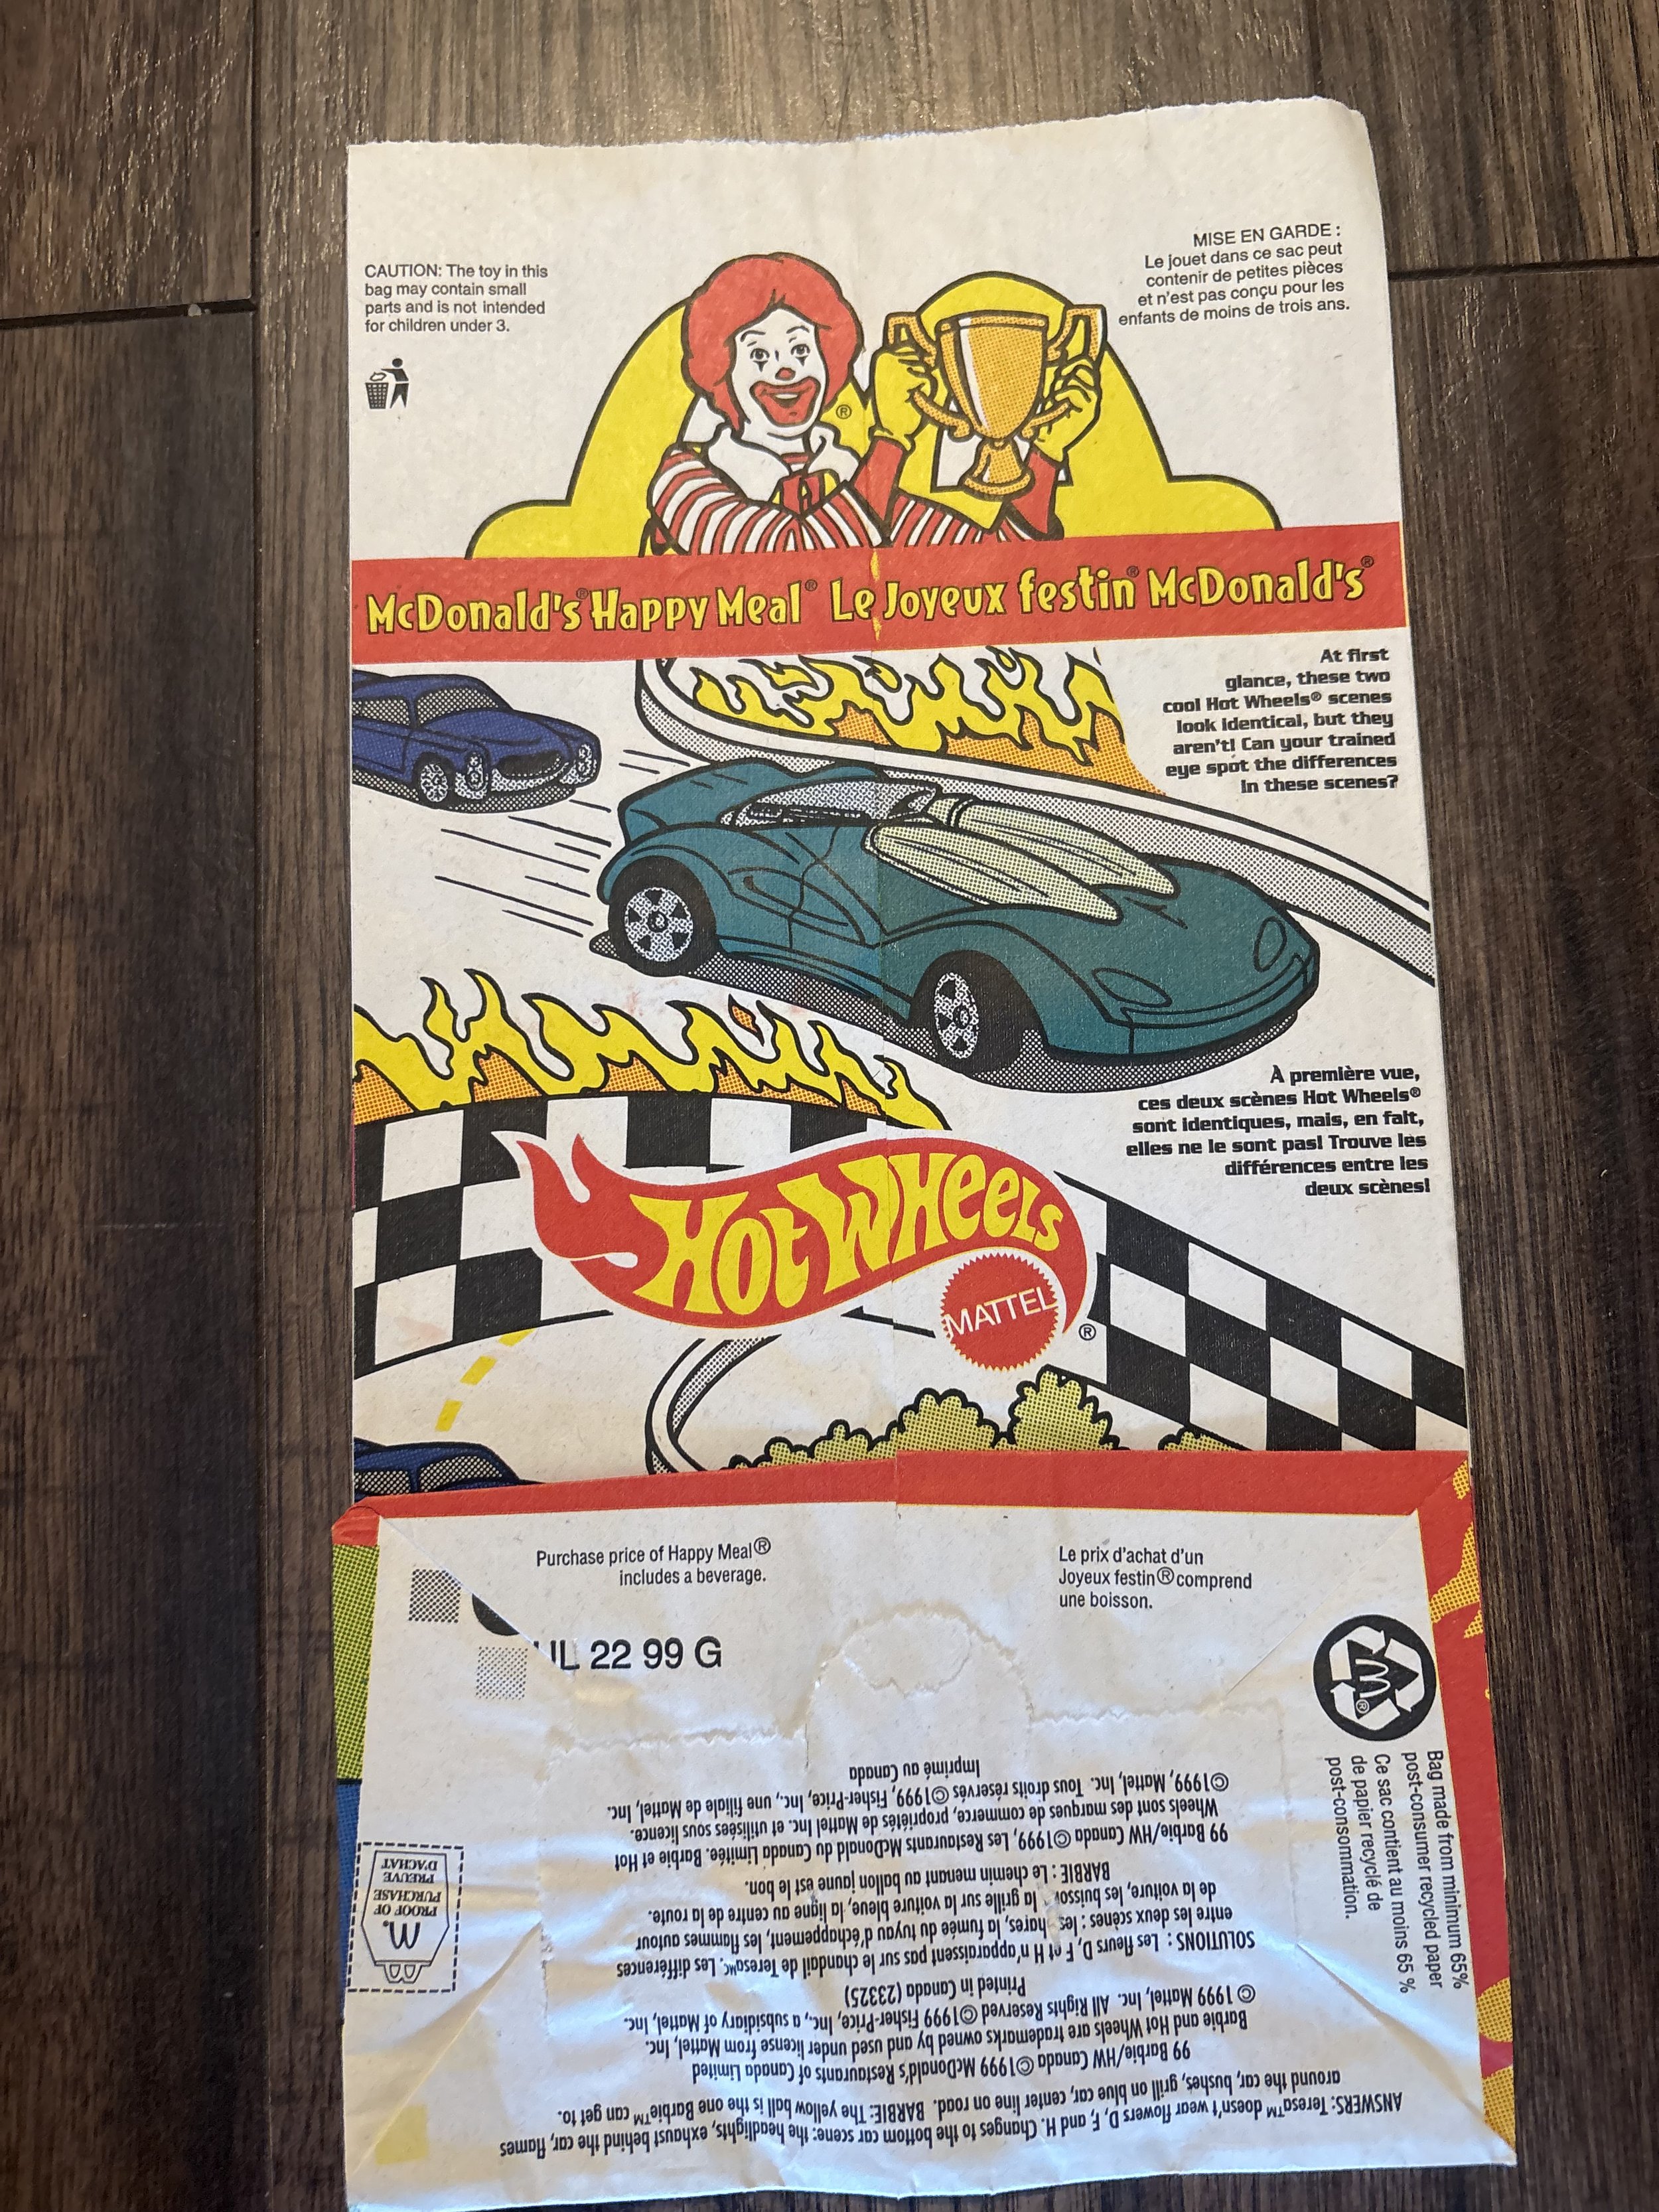 CAUTION: The toy in this
bag may contain small
parts and is not intended
for children under 3.
MISE EN GARDE :
Le jouet dans ce sac peut
contenir de petites pièces
et n'est pas conçu pour les
enfants de moins de trois ans.
®
McDonald's® Happy Meal® Le Joyeux festin® McDonald's®
At first
glance, these two
cool Hot Wheels® scenes
look identical, but they
aren't! Can your trained
eye spot the differences
in these scenes?
À première vue,
ces deux scènes Hot Wheels®
sont identiques, mais, en fait,
elles ne le sont pas! Trouve les
différences entre les
deux scènes!
HOT WHEELS
MATTEL ®
Purchase price of Happy Meal®
includes a beverage.
Le prix d'achat d'un
Joyeux festin® comprend
une boisson.
UL 22 99 G
®
Bag made from minimum 65%
post-consumer recycled paper
Ce sac contient au moins 65 %
de papier recyclé de
post-consommation.
PROOF OF
PURCHASE
PREUVE
D'ACHAT
ANSWERS: Teresa™ doesn't wear flowers D, F and H. Changes to the bottom car scene: the headlights, exhaust behind the car, flames
around the car, bushes, grill on blue car, center line on road. BARBIE: The yellow ball is the one Barbie™ can get to.
99 Barbie/HW Canada ©1999 McDonald's Restaurants of Canada Limited
Barbie and Hot Wheels are trademarks owned by and used under license from Mattel, Inc.
© 1999 Mattel, Inc. All Rights Reserved ©1999 Fisher-Price, Inc., a subsidiary of Mattel, Inc.
Printed in Canada (23325)
SOLUTIONS : Les fleurs D, F et H n'apparaissent pas sur le chandail de Teresa MC. Les différences
entre les deux scènes : les phares, la fumée du tuyau d'échappement, les flammes autour
de la voiture, les buissons, la grille sur la voiture bleue, la ligne au centre de la route.
BARBIE : Le chemin menant au ballon jaune est le bon.
99 Barbie/HW Canada ©1999, Les Restaurants McDonald du Canada Limitée. Barbie et Hot
Wheels sont des marques de commerce, propriétés de Mattel Inc. et utilisées sous licence.
©1999, Mattel, Inc. Tous droits réservés ©1999, Fisher-Price, Inc., une filiale de Mattel, Inc.
Imprimé au Canada